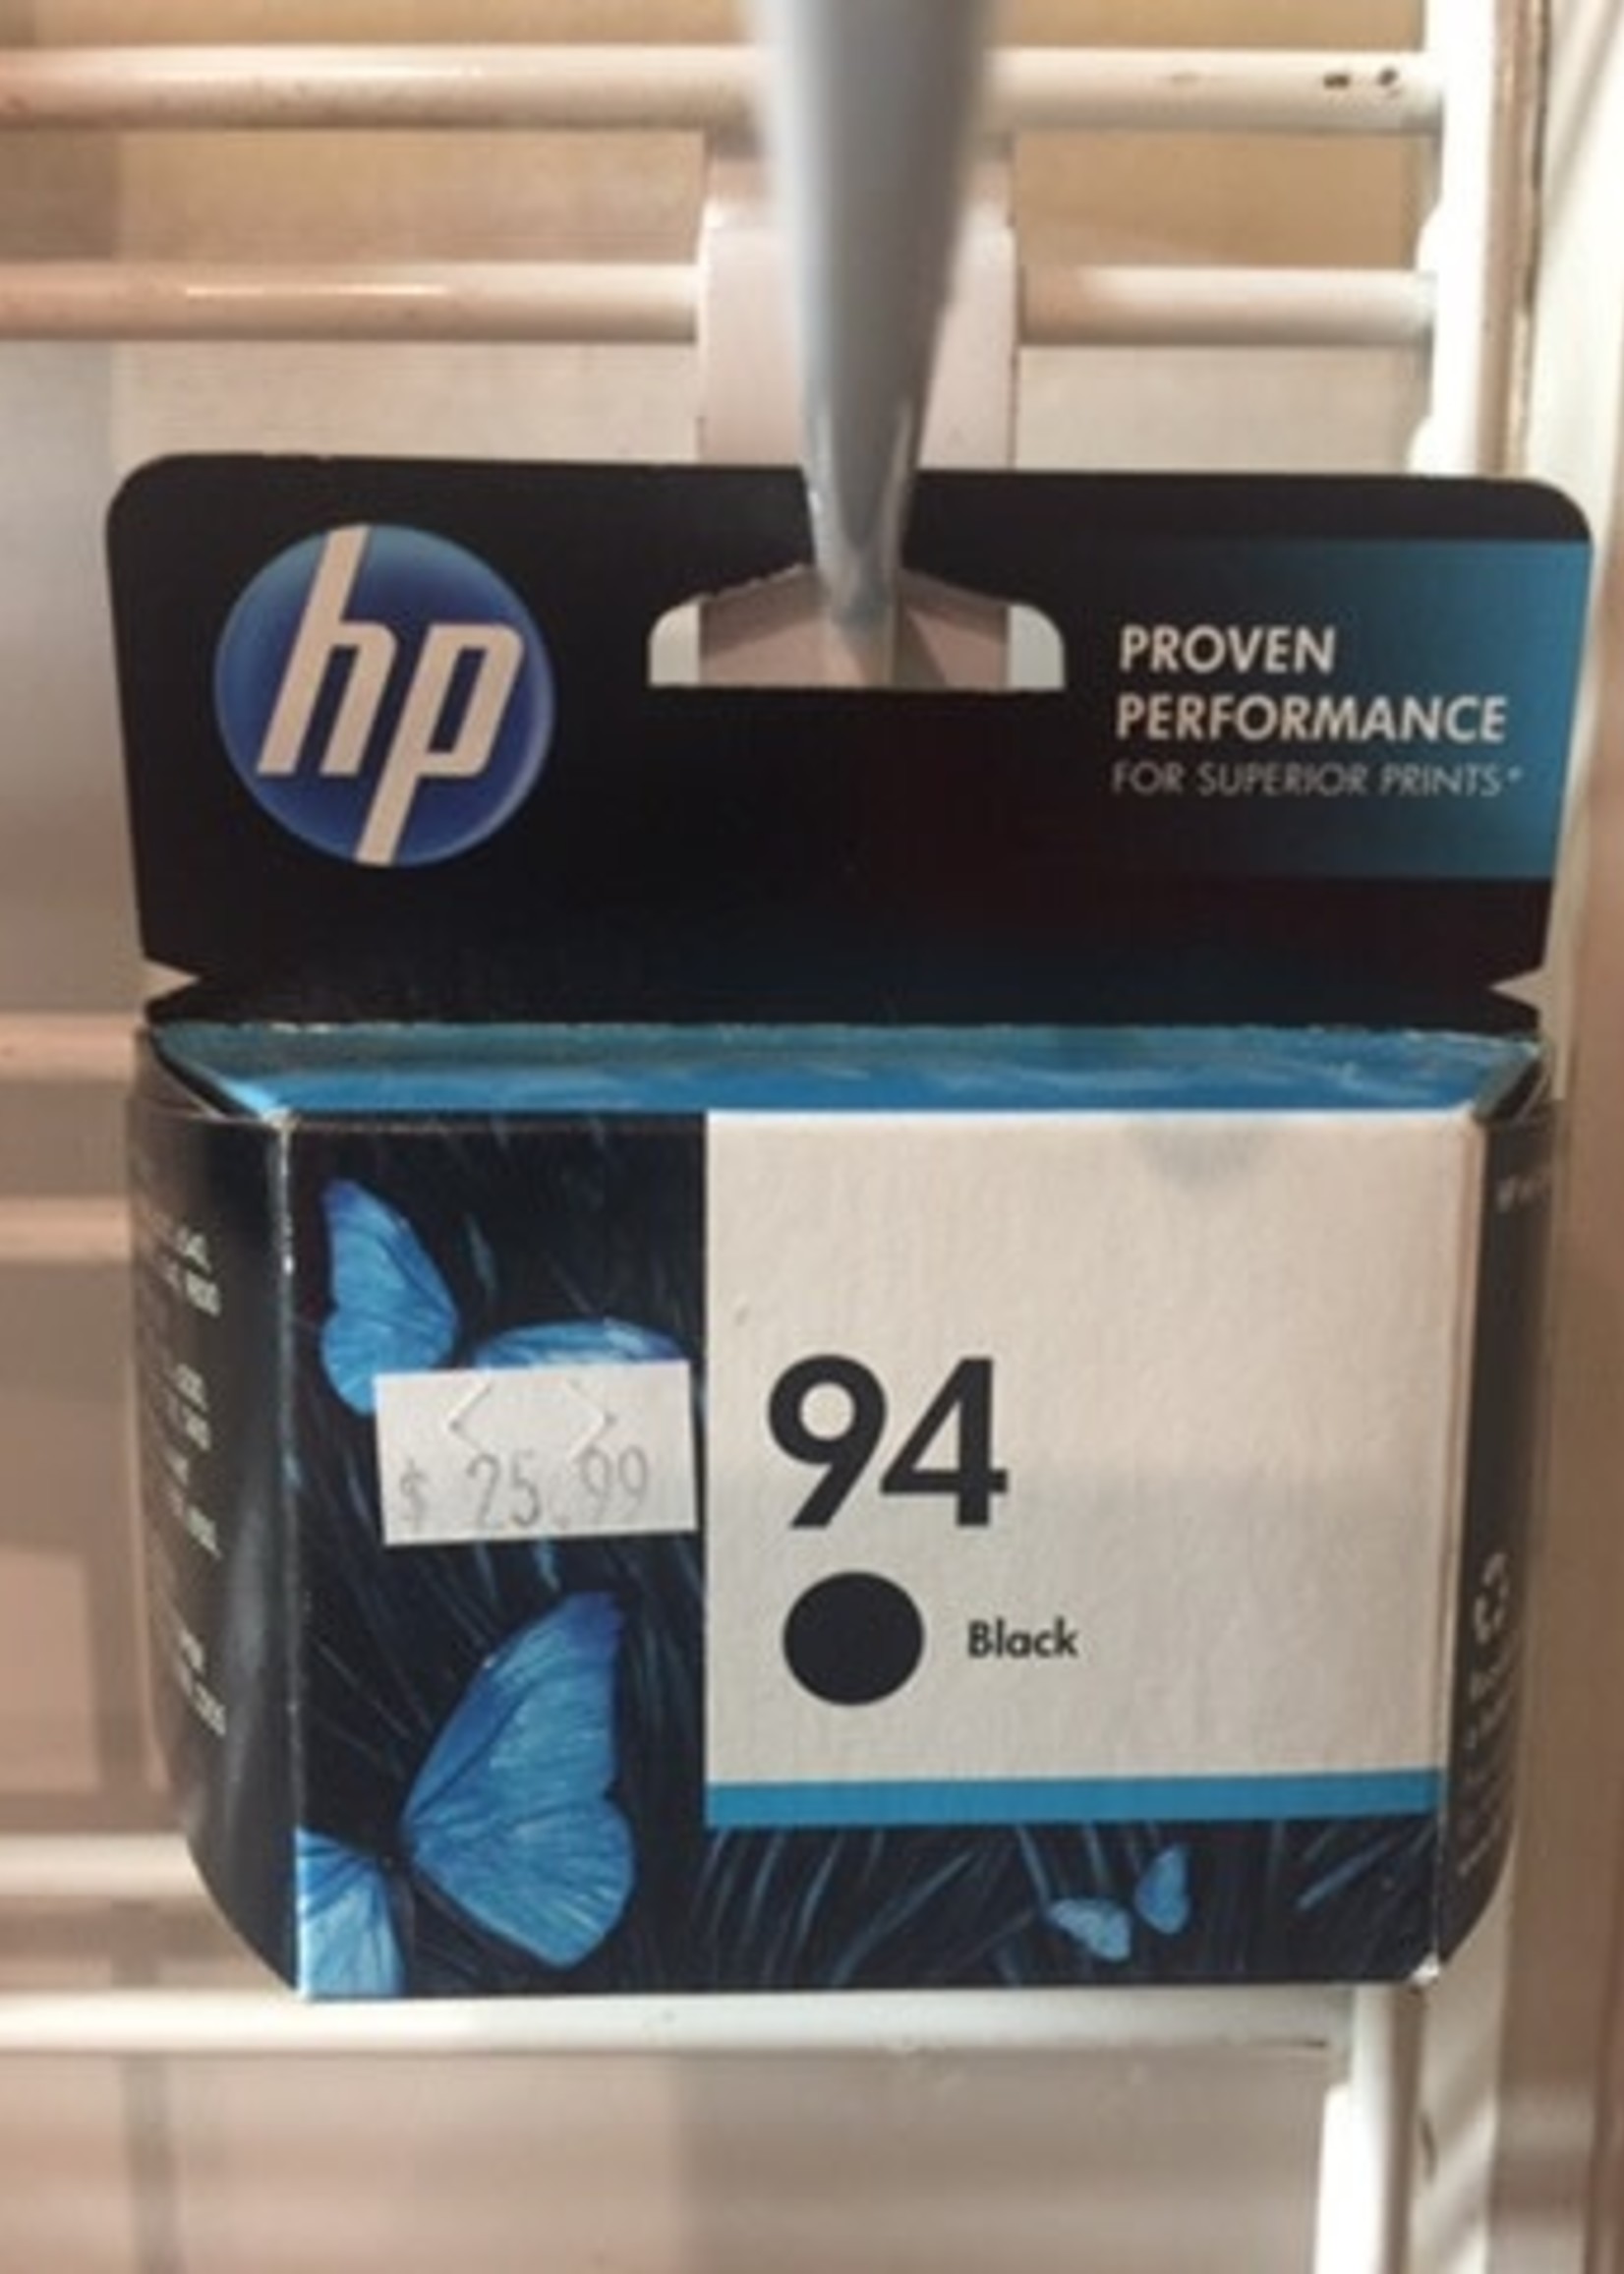 hp
PROVEN
PERFORMANCE
FOR SUPERIOR PRINTS*
94
$ 25.99
Black